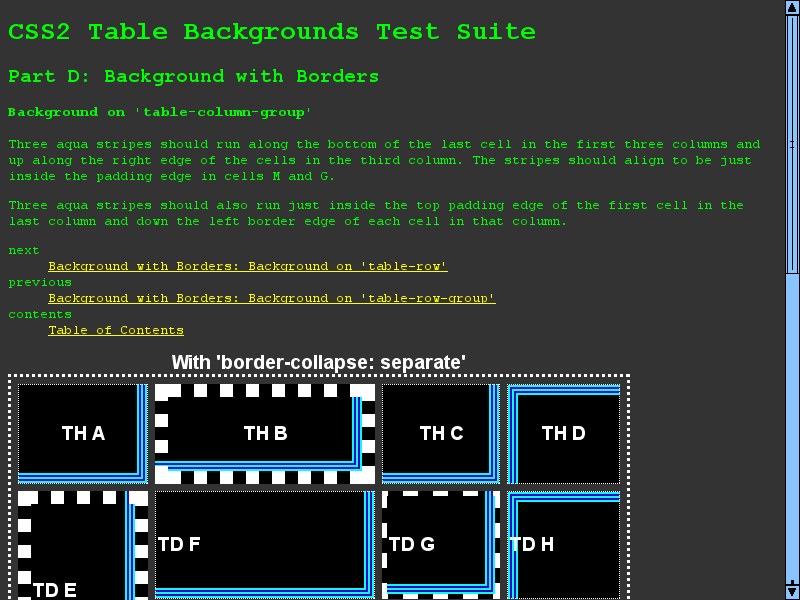 CSS2 Table Backgrounds Test Suite
Part D: Background with Borders
Background on 'table-column-group'
Three aqua stripes should run along the bottom of the last cell in the first three columns and
up along the right edge of the cells in the third column. The stripes should align to be just
inside the padding edge in cells M and G.
Three aqua stripes should also run just inside the top padding edge of the first cell in the
last column and down the left border edge of each cell in that column.
next
Background with Borders: Background on 'table-row'
previous
Background with Borders: Background on 'table-row-group'
contents
Table of Contents
With 'border-collapse: separate'
TH A
TH B
TH C
TH D
TD E
TD F
TD G
TD H